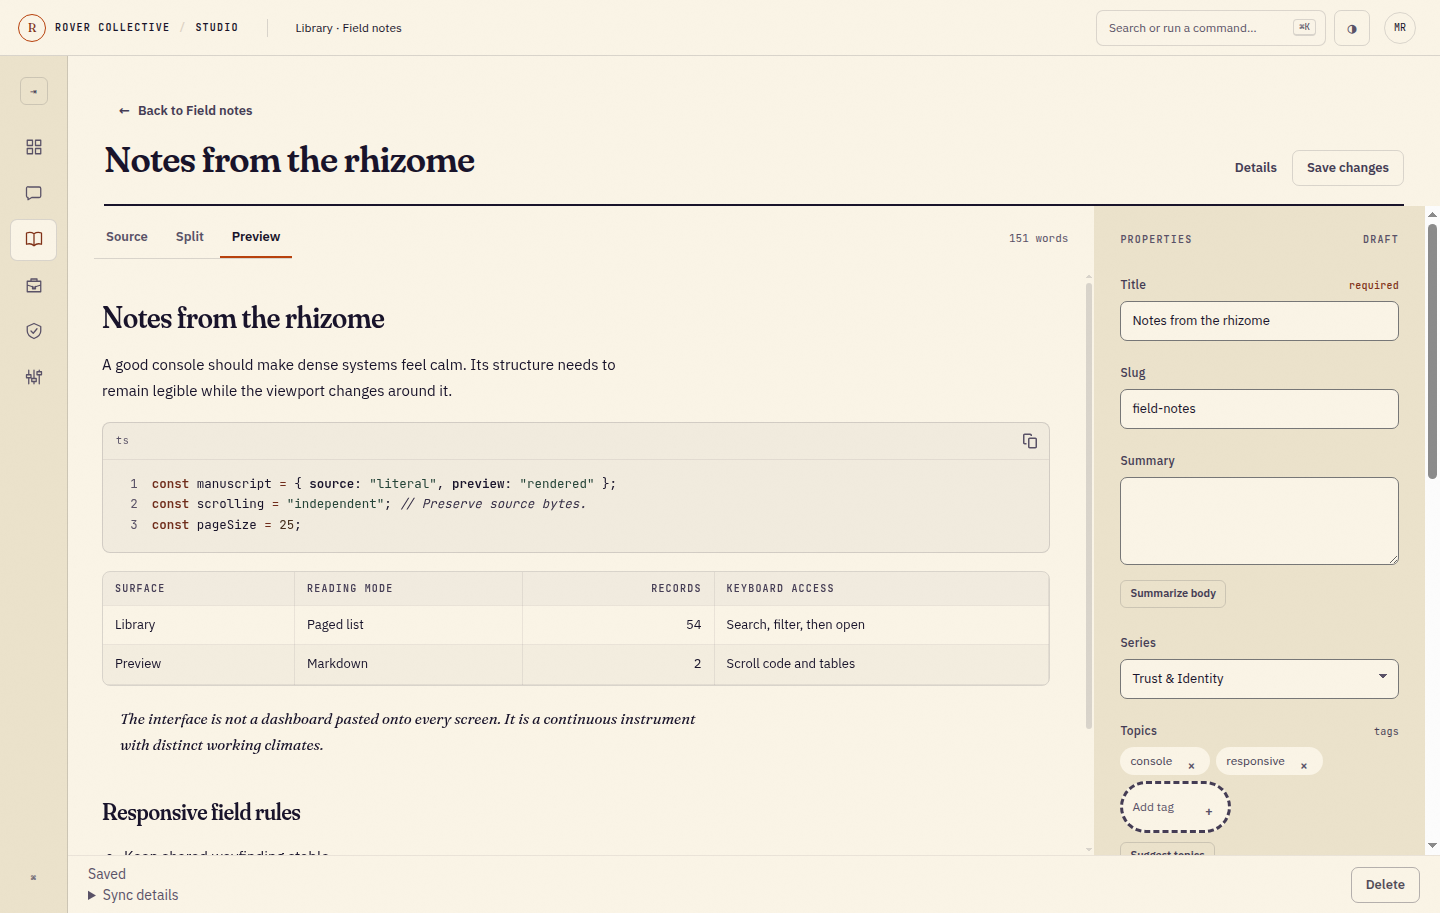 R ROVER COLLECTIVE / STUDIO
Library · Field notes
Search or run a command... ⌘K
MR
← Back to Field notes
Notes from the rhizome
Details
Save changes
Source Split Preview
151 words
Notes from the rhizome
A good console should make dense systems feel calm. Its structure needs to
remain legible while the viewport changes around it.
ts
1 const manuscript = { source: "literal", preview: "rendered" };
2 const scrolling = "independent"; // Preserve source bytes.
3 const pageSize = 25;
SURFACE READING MODE RECORDS KEYBOARD ACCESS
Library Paged list 54 Search, filter, then open
Preview Markdown 2 Scroll code and tables
The interface is not a dashboard pasted onto every screen. It is a continuous instrument
with distinct working climates.
Responsive field rules
• Keep shared wayfinding stable
PROPERTIES DRAFT
Title required
Notes from the rhizome
Slug
field-notes
Summary
Summarize body
Series
Trust & Identity
Topics tags
console × responsive ×
Add tag +
Suggest topics
⌘
Saved
▶ Sync details
Delete